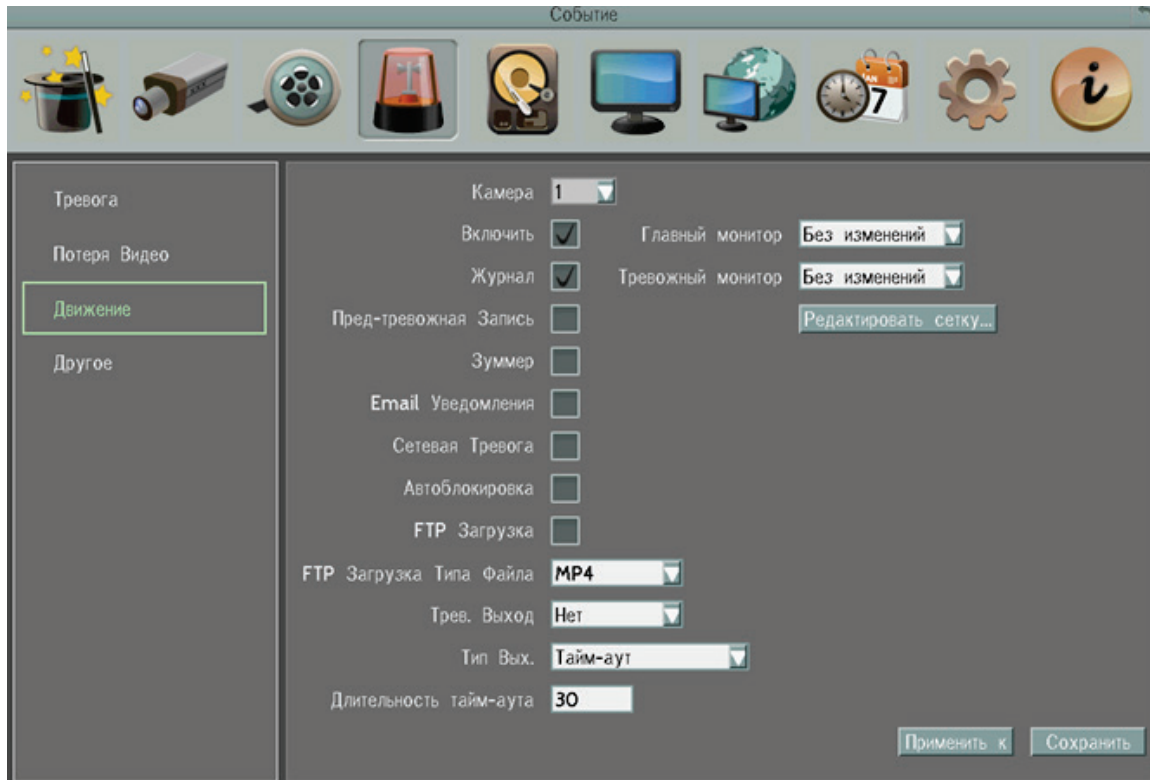 Событие
JAN
7
Тревога
Потеря Видео
Движение
Другое
Камера 1
Включить Главный монитор Без изменений
Журнал Тревожный монитор Без изменений
Пред-тревожная Запись Редактировать сетку...
Зуммер
Email Уведомления
Сетевая Тревога
Автоблокировка
FTP Загрузка
FTP Загрузка Типа Файла MP4
Трев. Выход Нет
Тип Вых. Тайм-аут
Длительность тайм-аута 30
Применить к Сохранить